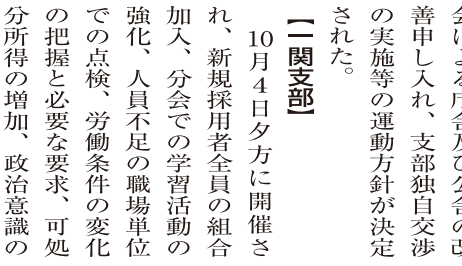 会による庁舎及び公舎の改
善申し入れ、支部独自交渉
の実施等の運動方針が決定
された。
【一関支部】
10月4日夕方に開催さ
れ、新規採用者全員の組合
加入、分会での学習活動の
強化、人員不足の職場単位
での点検、労働条件の変化
の把握と必要な要求、可処
分所得の増加、政治意識の